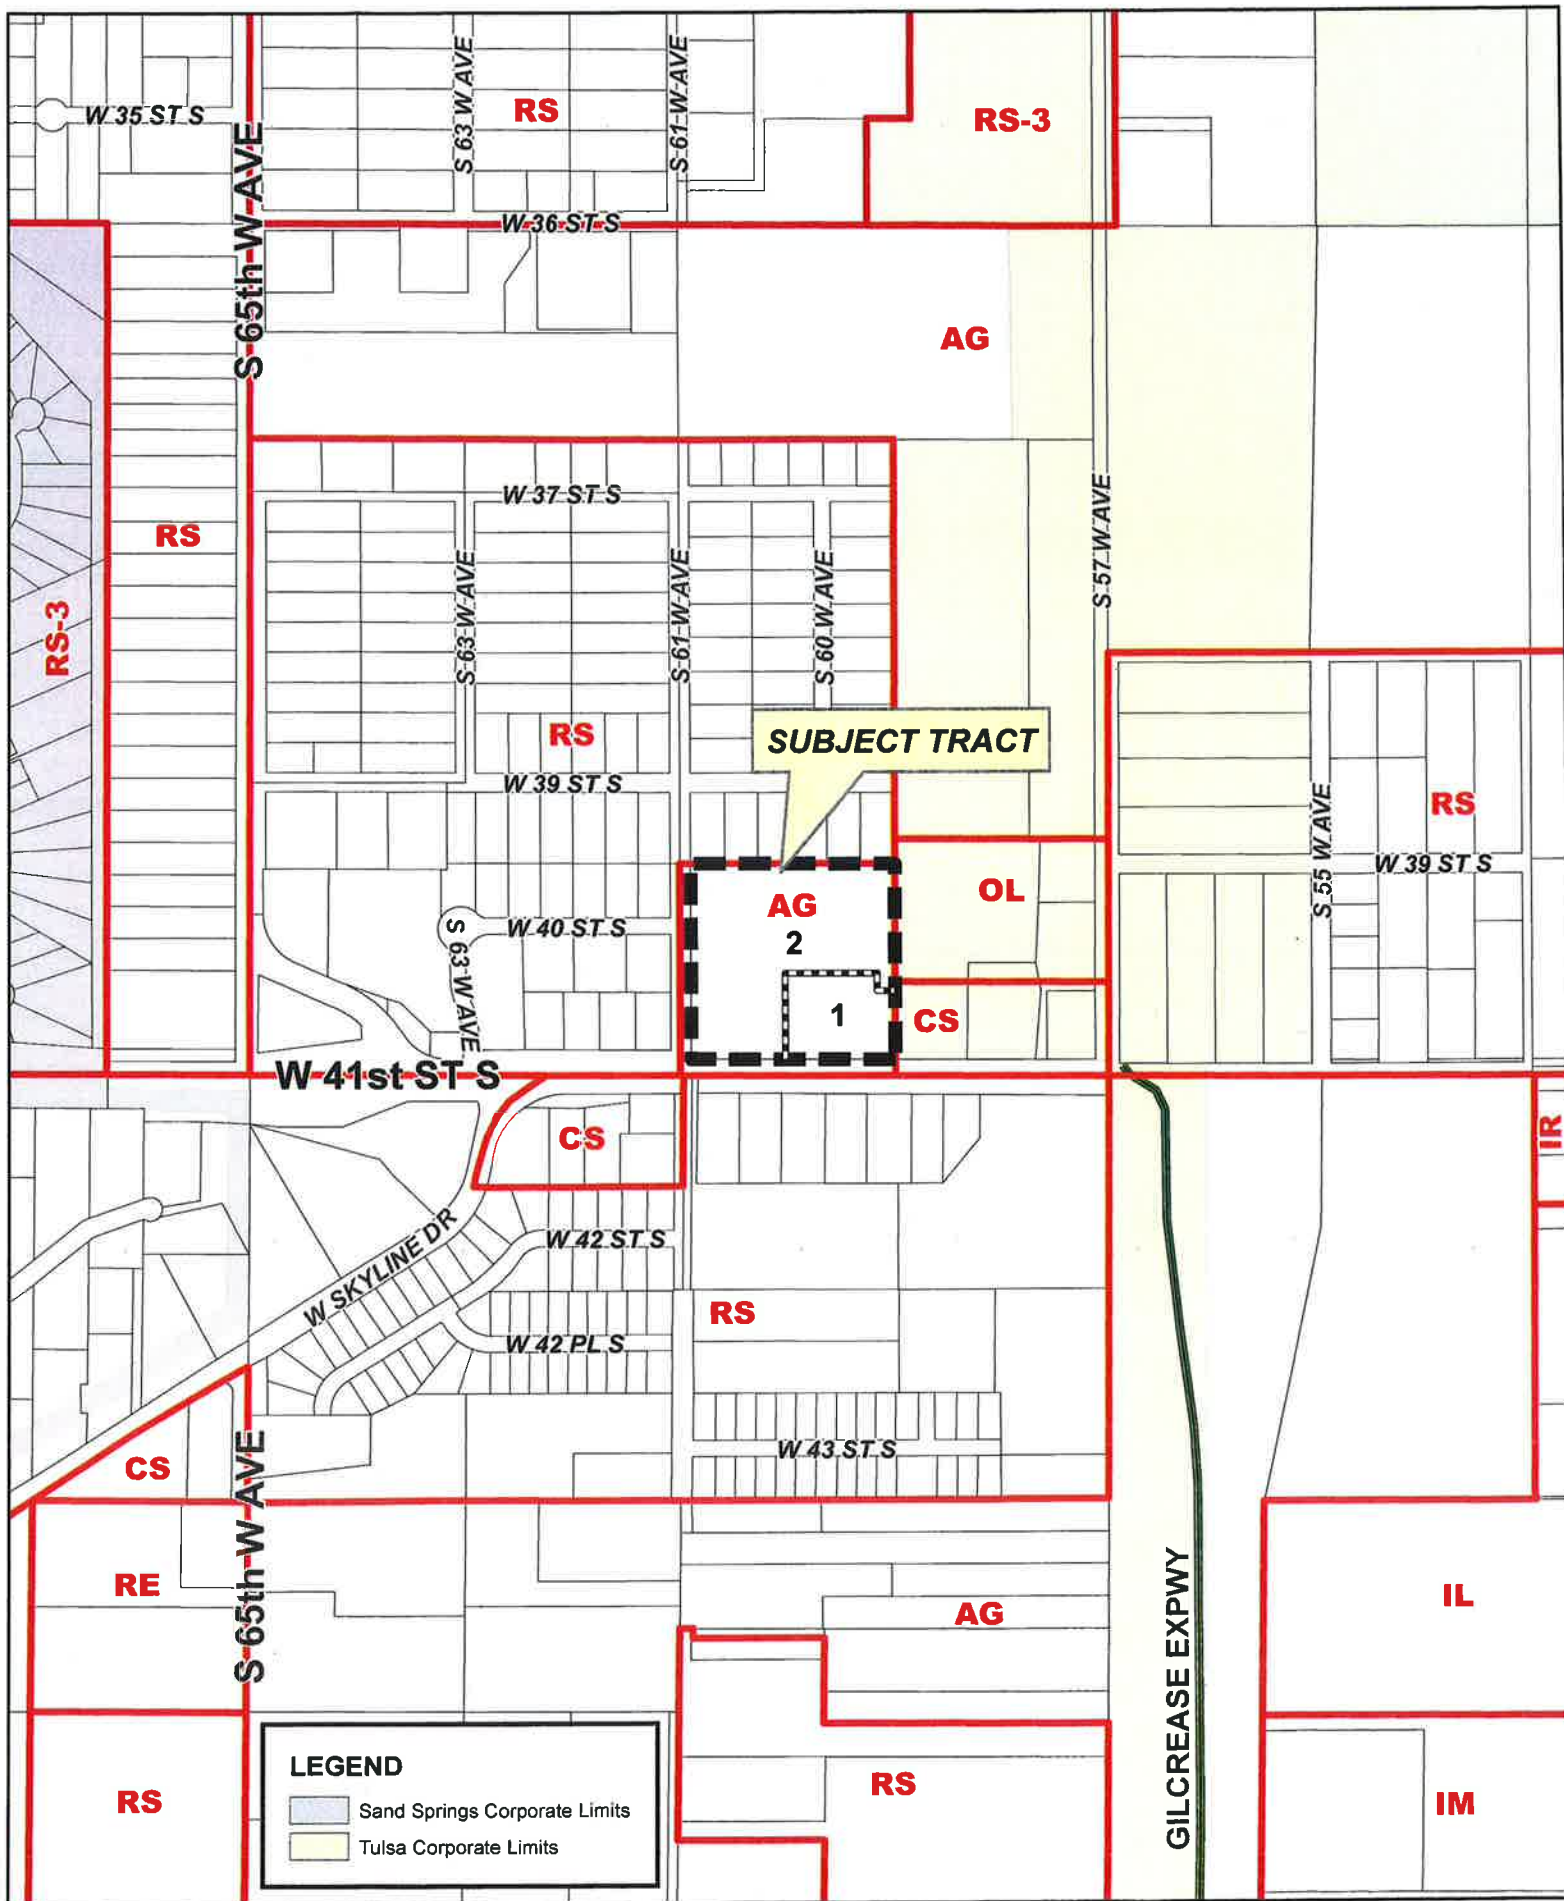 W 35 ST S
S 65th W AVE
S 63 W AVE
RS
S 61 W AVE
RS-3
W 36 ST S
AG
RS
RS-3
W 37 ST S
S 63 W AVE
S 61 W AVE
S 60 W AVE
S 57 W AVE
RS
SUBJECT TRACT
W 39 ST S
RS
S 55 W AVE
W 39 ST S
AG
2
OL
W 40 ST S
S 63 W AVE
1
CS
W 41st ST S
CS
IR
W SKYLINE DR
W 42 ST S
RS
W 42 PL S
W 43 ST S
CS
S 65th W AVE
RE
AG
IL
GILCREASE EXPWY
RS
RS
IM
LEGEND
Sand Springs Corporate Limits
Tulsa Corporate Limits